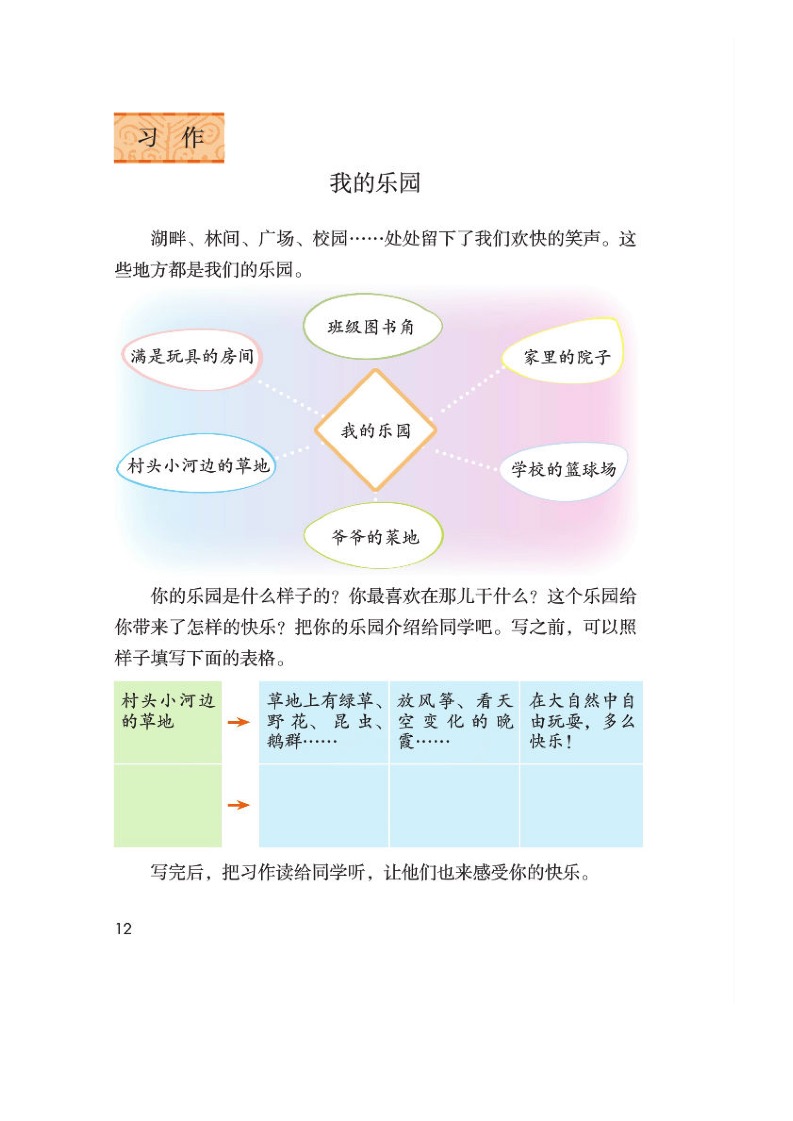 习 作
我的乐园
湖畔、林间、广场、校园……处处留下了我们欢快的笑声。这
些地方都是我们的乐园。
班级图书角
满是玩具的房间
家里的院子
我的乐园
村头小河边的草地
学校的篮球场
爷爷的菜地
你的乐园是什么样子的？你最喜欢在那儿干什么？这个乐园给
你带来了怎样的快乐？把你的乐园介绍给同学吧。写之前，可以照
样子填写下面的表格。
村头小河边
的草地
草地上有绿草、
野花、昆虫、
鹅群……
放风筝、看天
空变化的晚
霞……
在大自然中自
由玩耍，多么
快乐！
写完后，把习作读给同学听，让他们也来感受你的快乐。
12